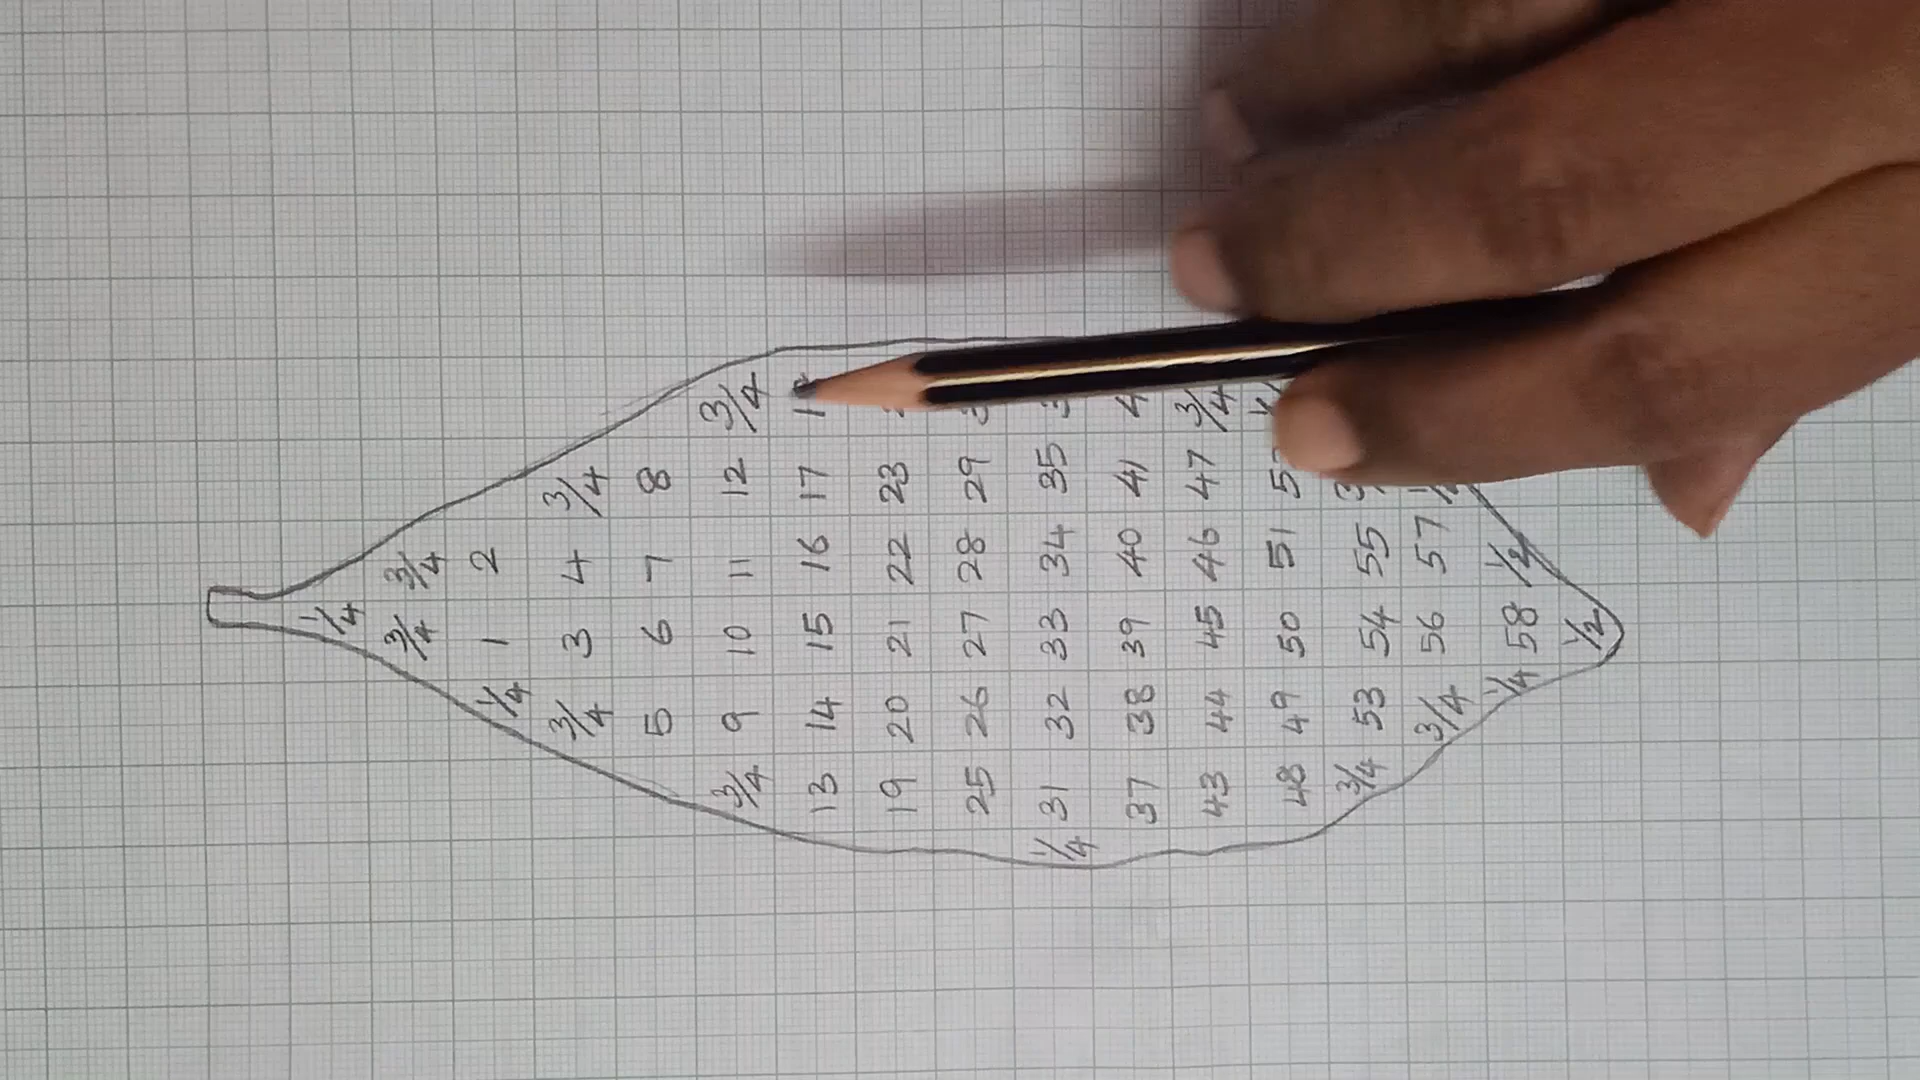 1/4
3/4 3/4
1/4 1 2
3/4 3 4 3/4
5 6 7 8
3/4 9 10 11 12 3/4
13 14 15 16 17
19 20 21 22 23
25 26 27 28 29
1/4 31 32 33 34 35
37 38 39 40 41
43 44 45 46 47 3/4
48 49 50 51
3/4 53 54 55
3/4 56 57
1/4 58 1/2
1/2